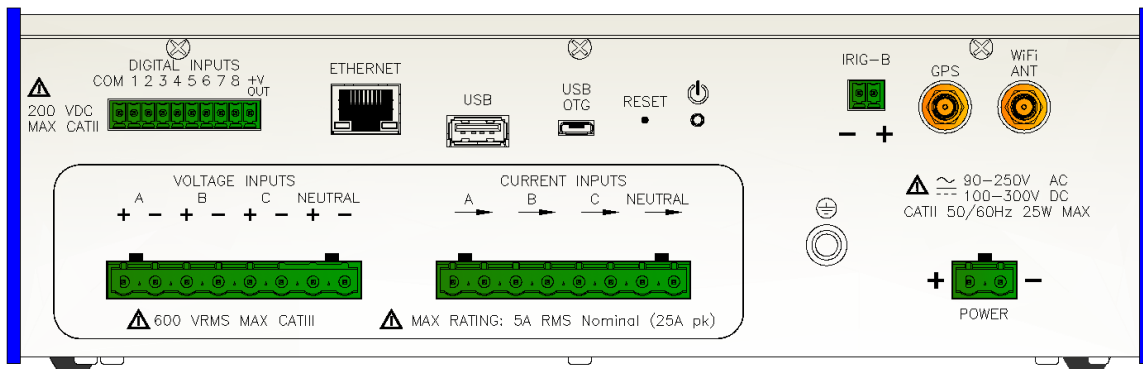 DIGITAL INPUTS
COM 1 2 3 4 5 6 7 8 +V OUT
200 VDC
MAX CATII
ETHERNET
USB
USB
OTG
RESET
IRIG-B
- +
GPS
WiFi
ANT
VOLTAGE INPUTS
A B C NEUTRAL
+ - + - + - + -
600 VRMS MAX CATIII
CURRENT INPUTS
A B C NEUTRAL
MAX RATING: 5A RMS Nominal (25A pk)
90-250V AC
100-300V DC
CATII 50/60Hz 25W MAX
+ -
POWER